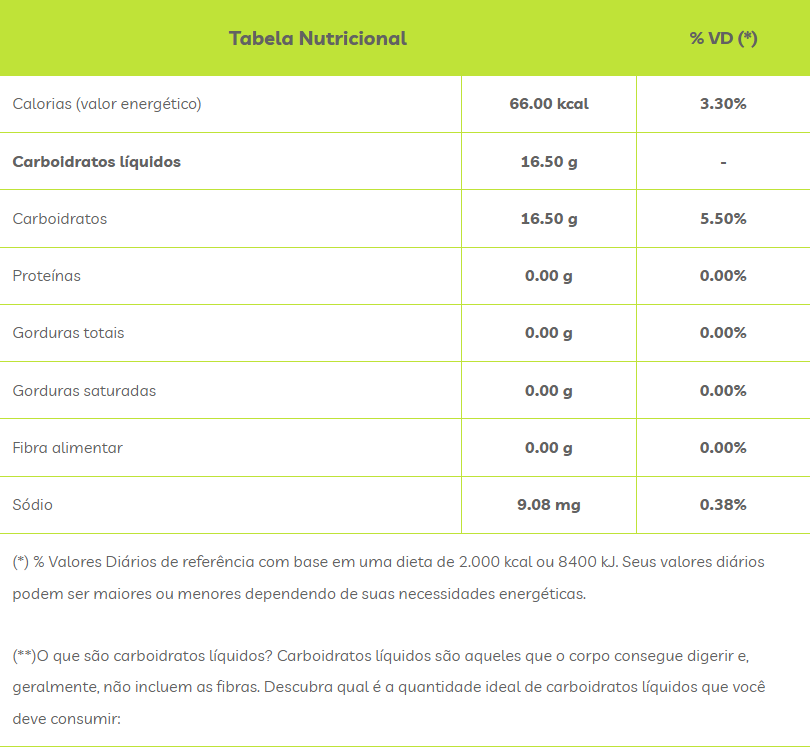 Tabela Nutricional % VD (*)
Calorias (valor energético) 66.00 kcal 3.30%
Carboidratos líquidos 16.50 g -
Carboidratos 16.50 g 5.50%
Proteínas 0.00 g 0.00%
Gorduras totais 0.00 g 0.00%
Gorduras saturadas 0.00 g 0.00%
Fibra alimentar 0.00 g 0.00%
Sódio 9.08 mg 0.38%
(*) % Valores Diários de referência com base em uma dieta de 2.000 kcal ou 8400 kJ. Seus valores diários
podem ser maiores ou menores dependendo de suas necessidades energéticas.
(**)O que são carboidratos líquidos? Carboidratos líquidos são aqueles que o corpo consegue digerir e,
geralmente, não incluem as fibras. Descubra qual é a quantidade ideal de carboidratos líquidos que você
deve consumir: